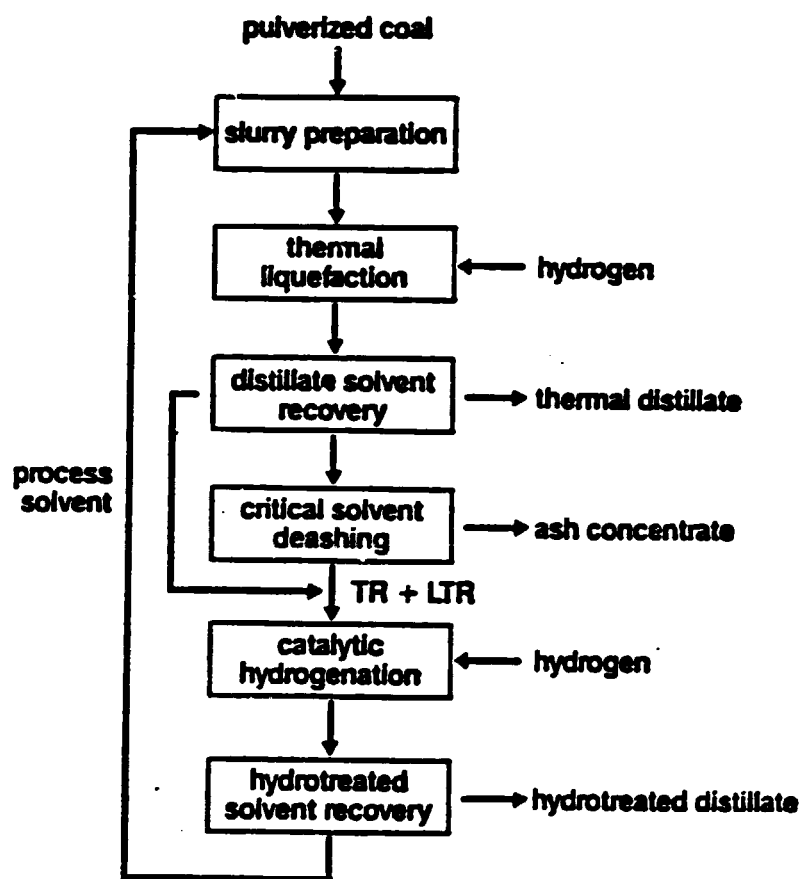 pulverized coal
slurry preparation
thermal
liquefaction
hydrogen
distillate solvent
recovery
thermal distillate
process
solvent
critical solvent
deashing
ash concentrate
TR + LTR
catalytic
hydrogenation
hydrogen
hydrotreated
solvent recovery
hydrotreated distillate